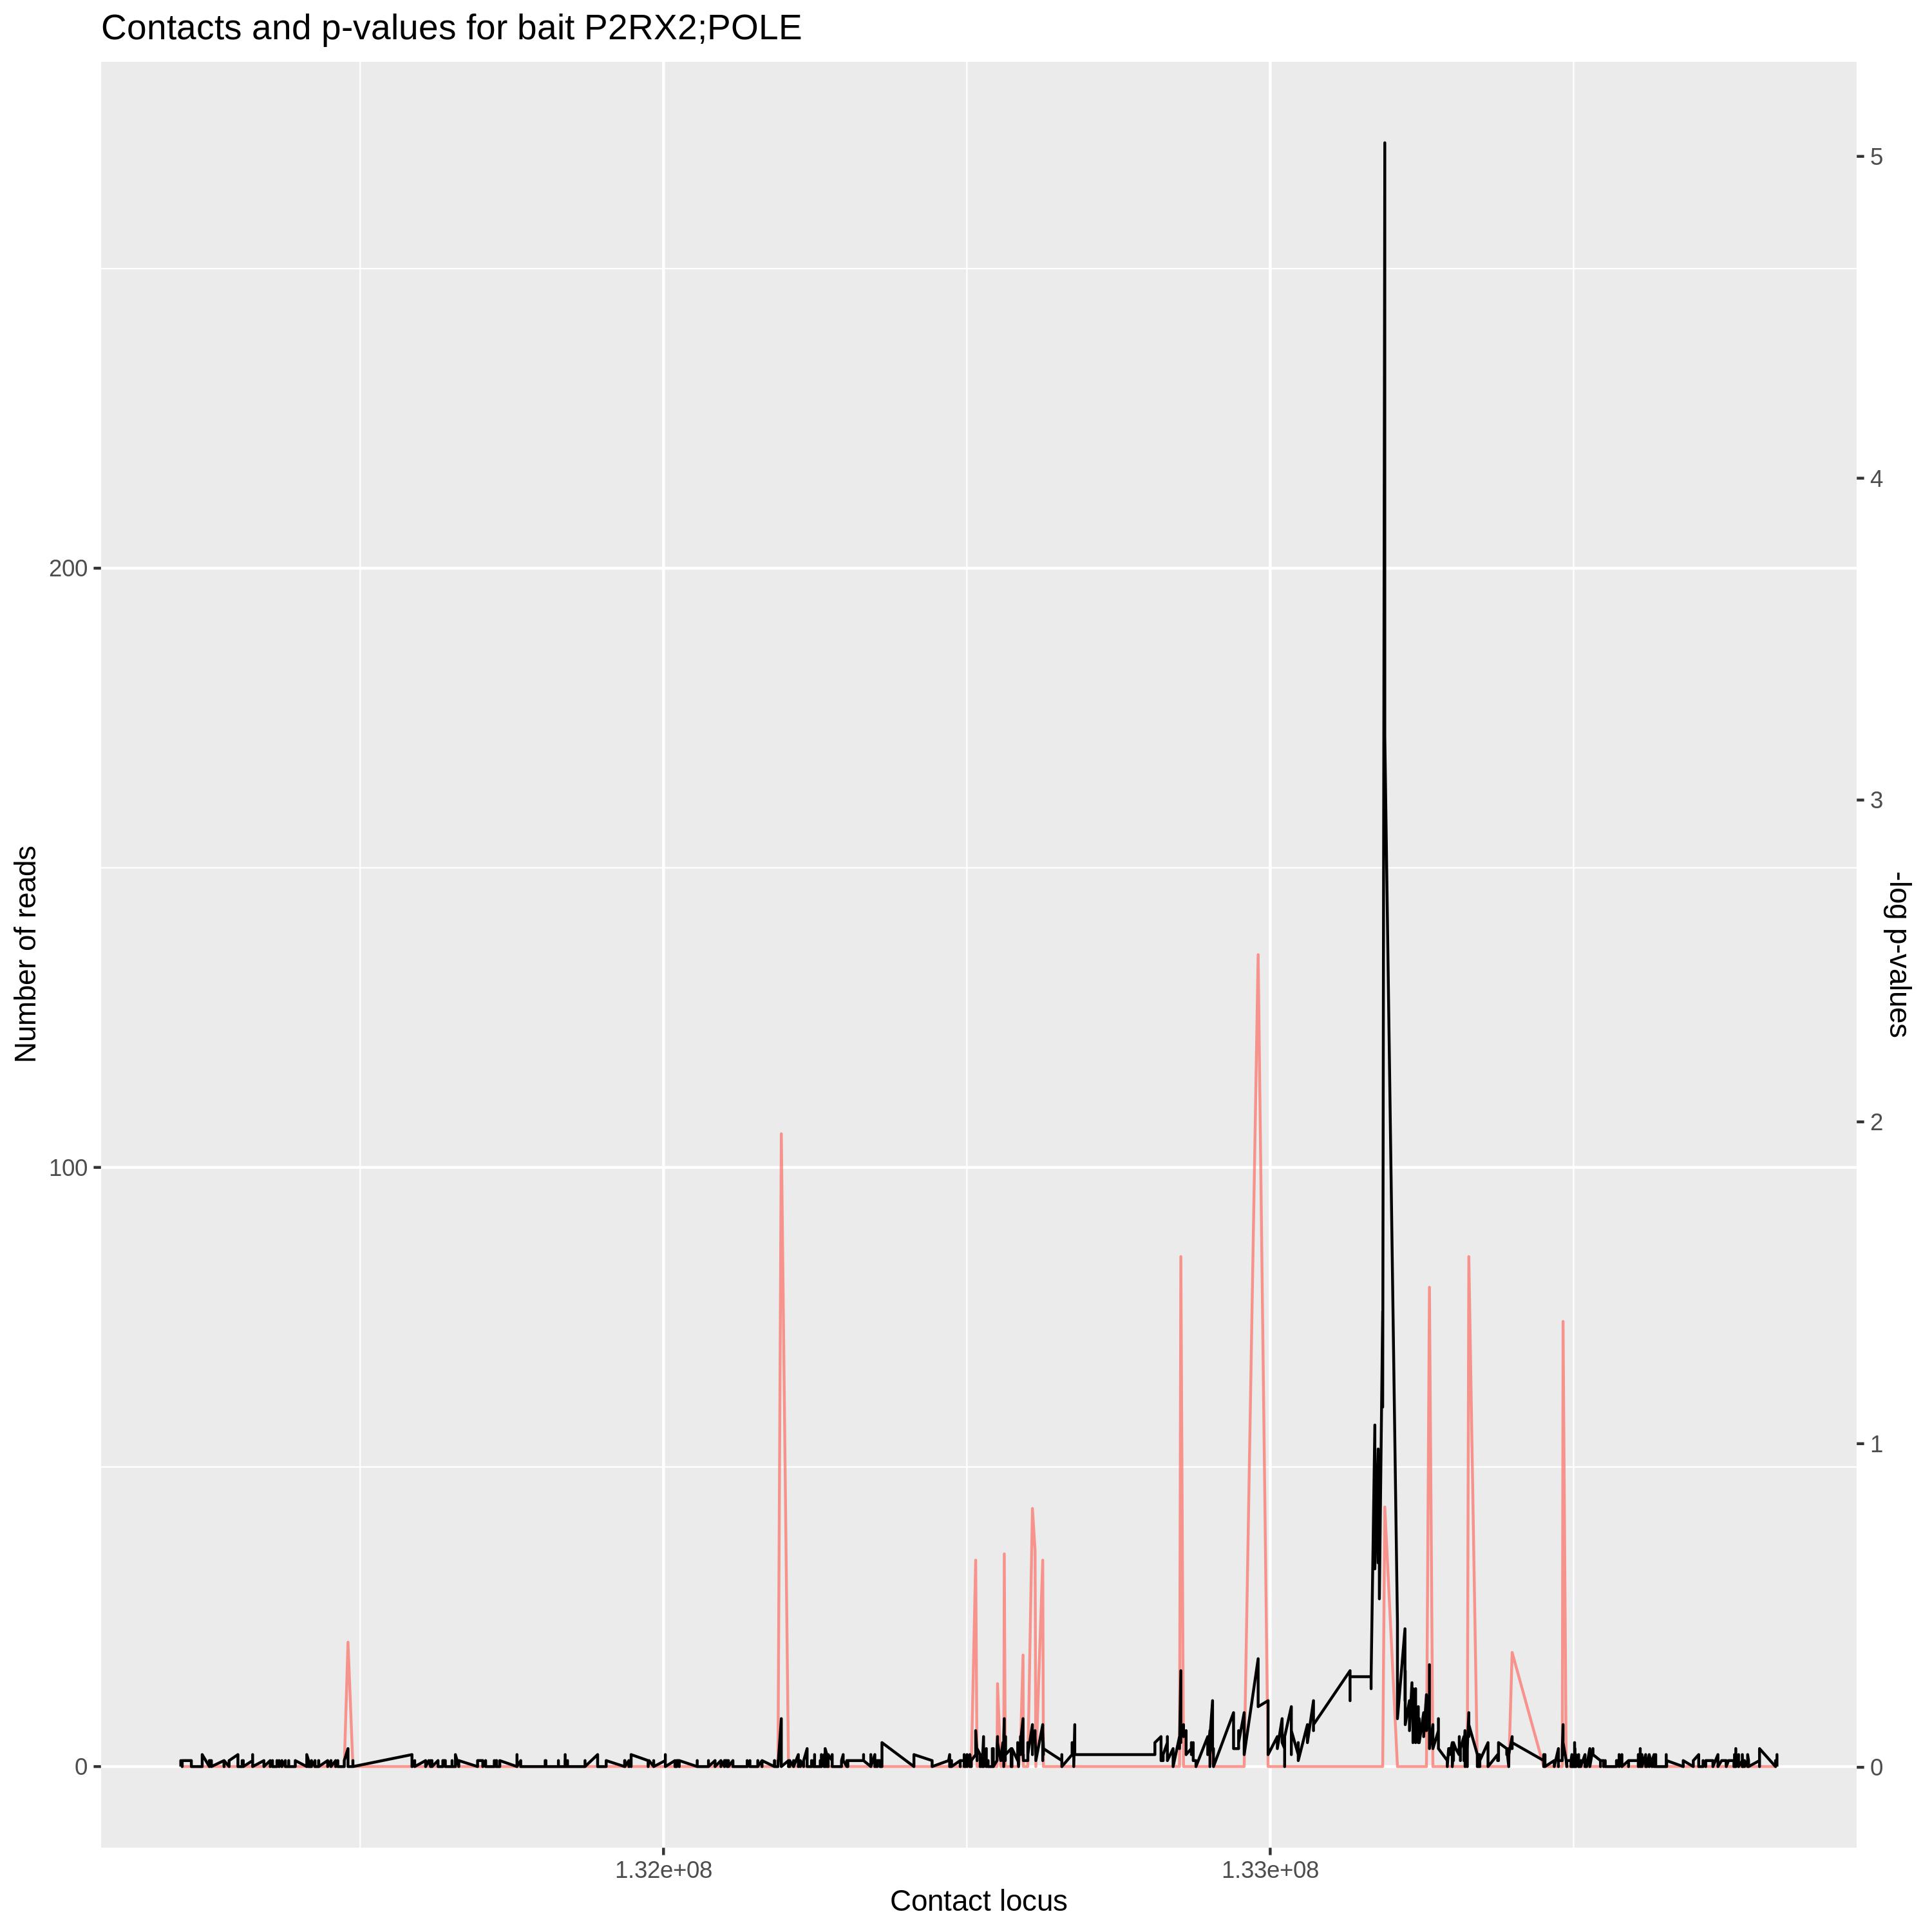 Contacts and p-values for bait P2RX2;POLE
Number of reads
200
100
0
5
4
3
2
1
0
-log p-values
1.32e+08
1.33e+08
Contact locus